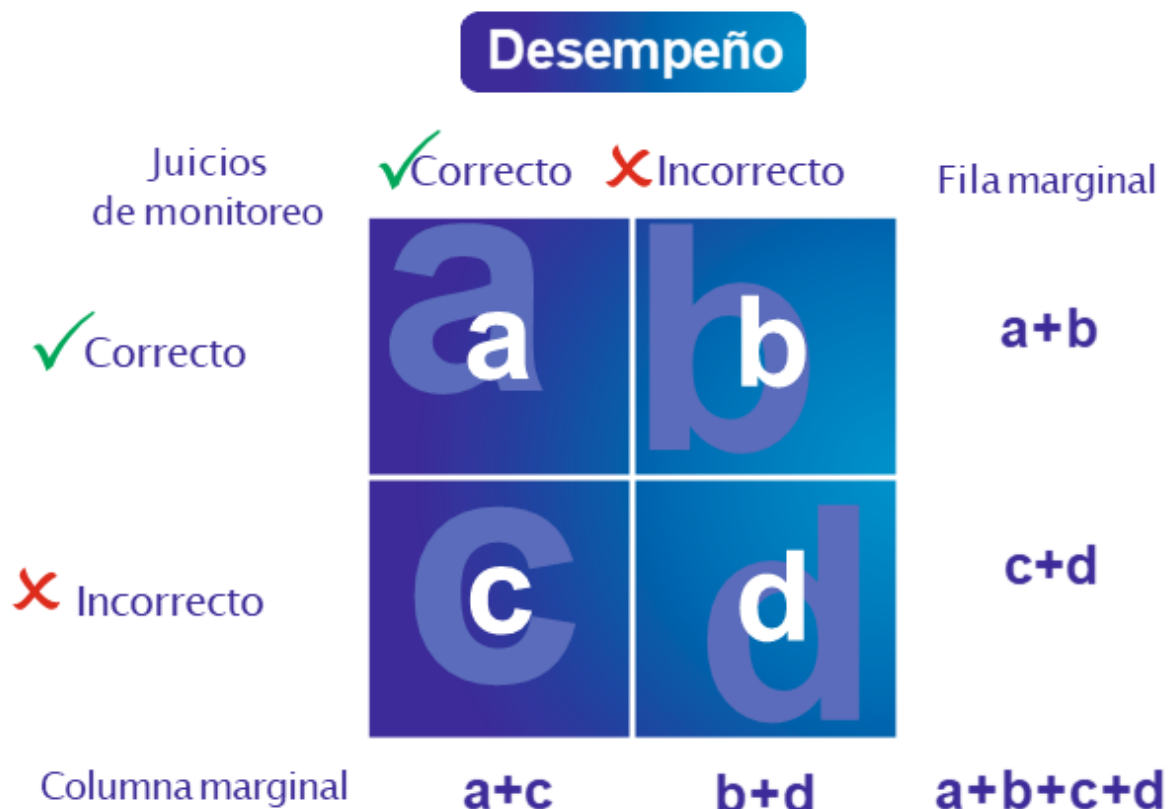 Desempeño
Juicios
de monitoreo
Correcto
Incorrecto
Fila marginal
Correcto
a
a
b
b
a+b
Incorrecto
c
c
d
d
c+d
Columna marginal
a+c
b+d
a+b+c+d